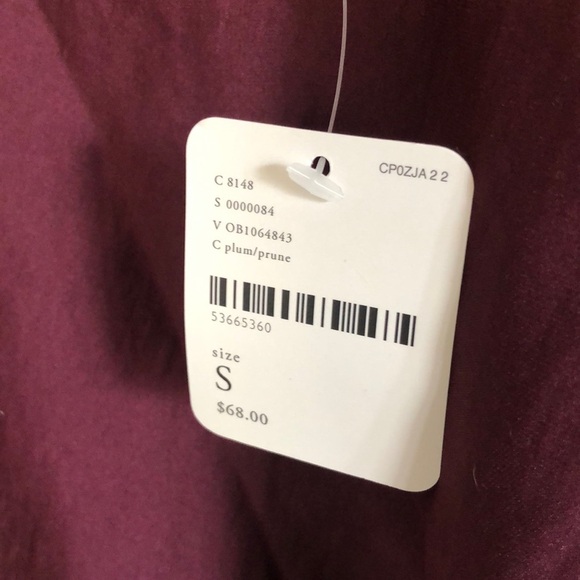 CP0ZJA 2 2
C 8148
S 0000084
V OB1064843
C plum/prune
53665360
size
S
$68.00